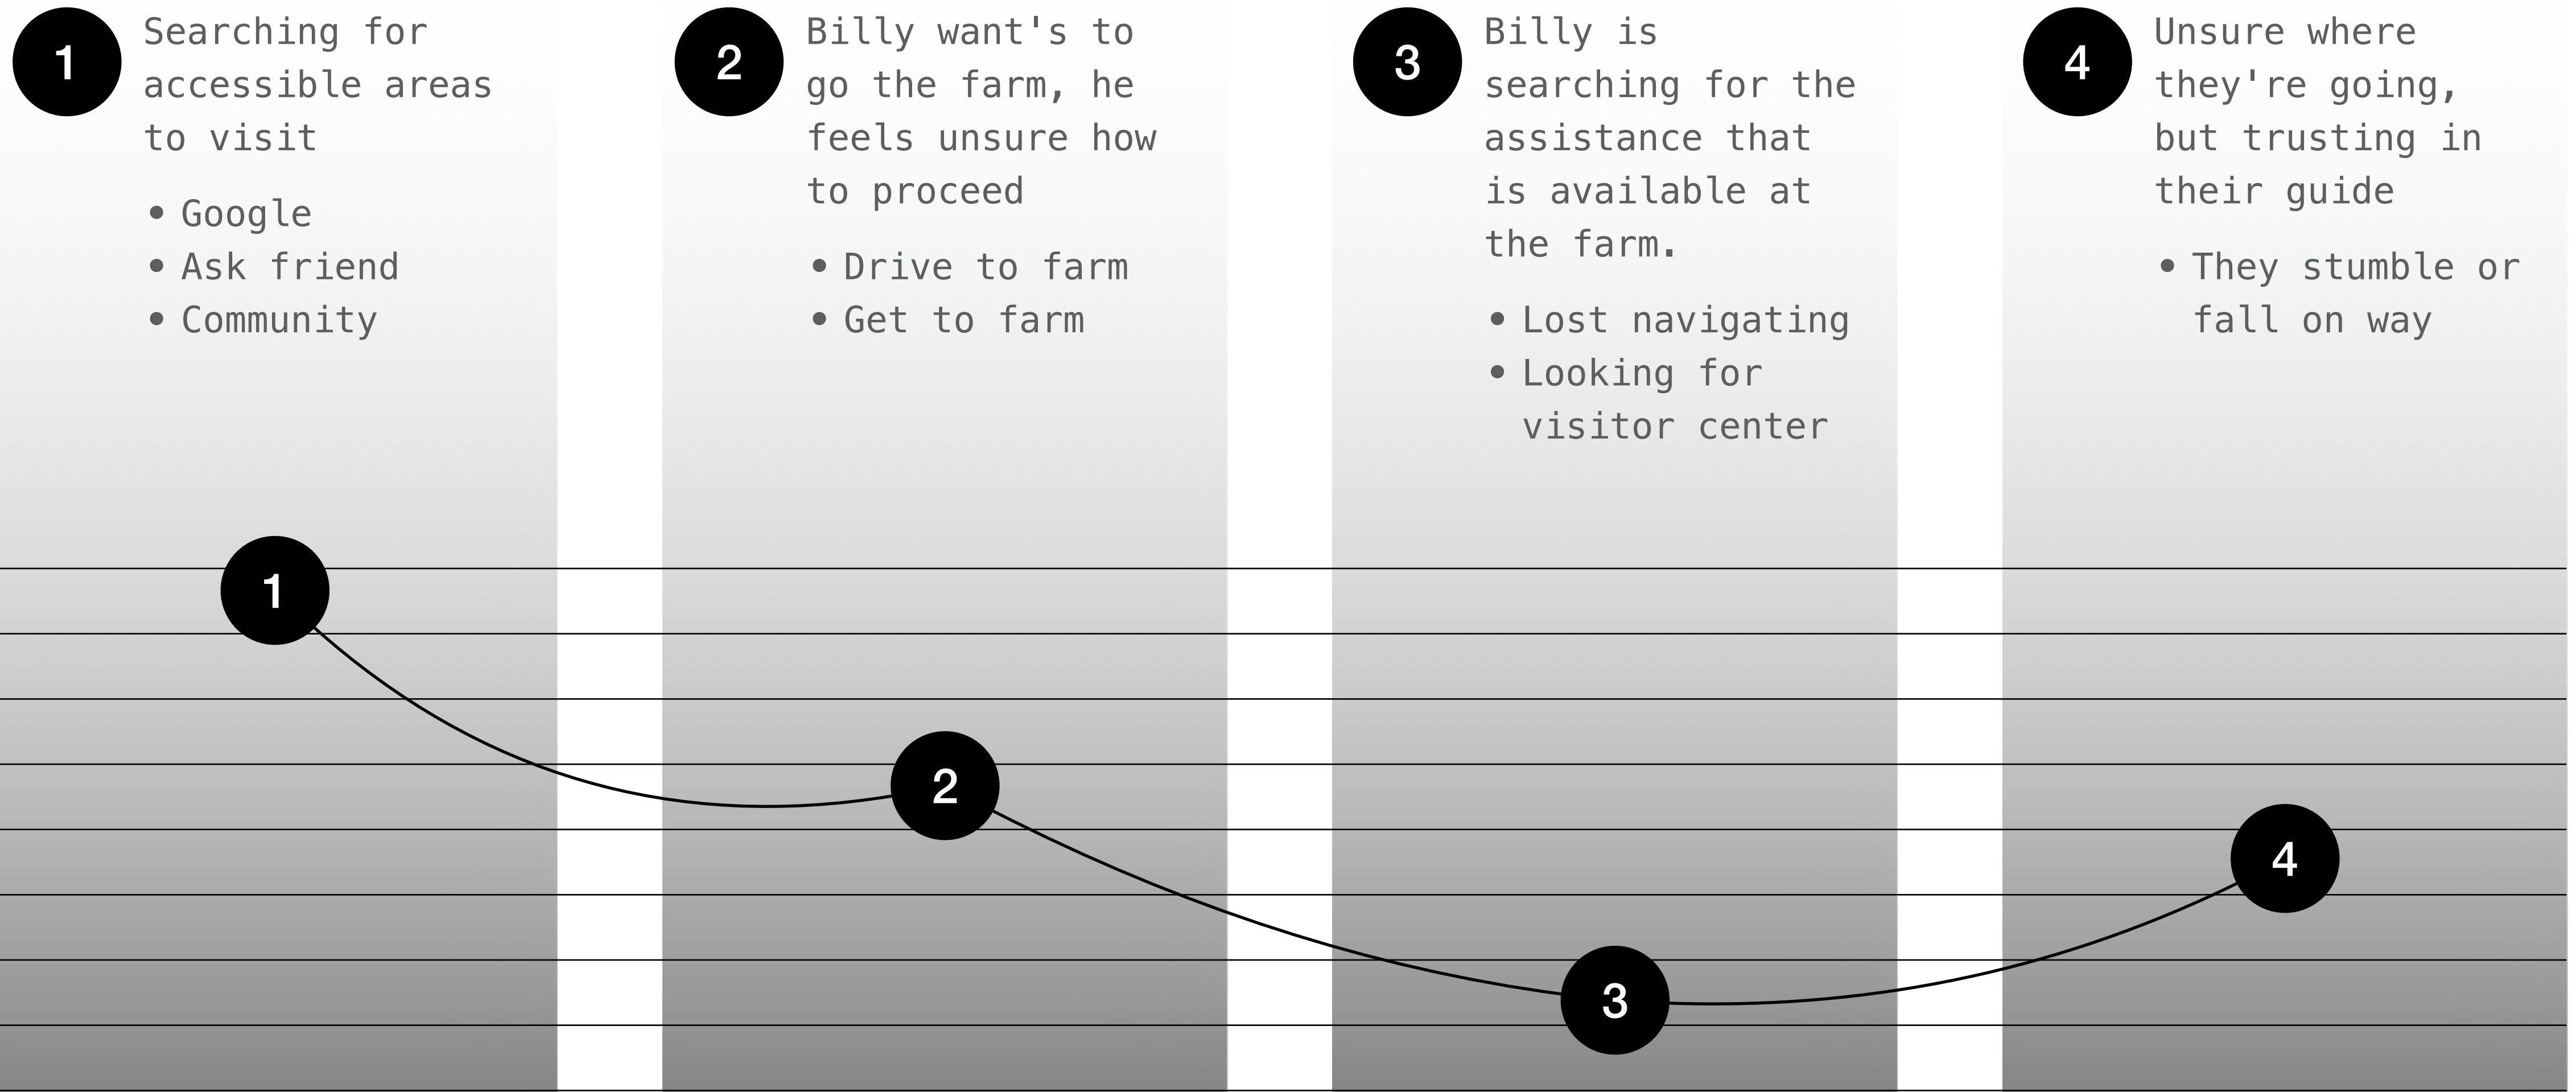 1
Searching for
accessible areas
to visit
• Google
• Ask friend
• Community
2
Billy want's to
go the farm, he
feels unsure how
to proceed
• Drive to farm
• Get to farm
3
Billy is
searching for the
assistance that
is available at
the farm.
• Lost navigating
• Looking for
visitor center
4
Unsure where
they're going,
but trusting in
their guide
• They stumble or
fall on way
1
2
3
4